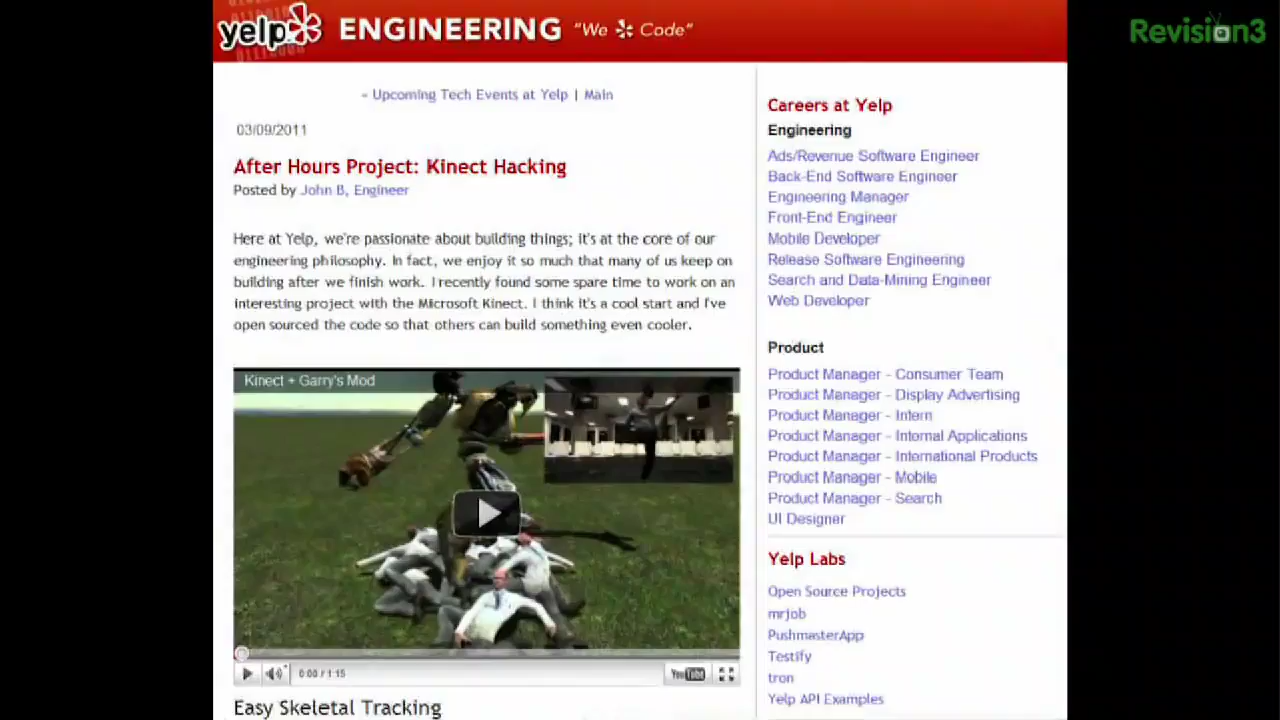 yelp ENGINEERING "We Code"
Revision3
« Upcoming Tech Events at Yelp | Main
03/09/2011
After Hours Project: Kinect Hacking
Posted by John B, Engineer
Here at Yelp, we're passionate about building things; it's at the core of our
engineering philosophy. In fact, we enjoy it so much that many of us keep on
building after we finish work. I recently found some spare time to work on an
interesting project with the Microsoft Kinect. I think it's a cool start and I've
open sourced the code so that others can build something even cooler.
Kinect + Garry's Mod
0:00 / 1:15
YouTube
Easy Skeletal Tracking
Careers at Yelp
Engineering
Ads/Revenue Software Engineer
Back-End Software Engineer
Engineering Manager
Front-End Engineer
Mobile Developer
Release Software Engineering
Search and Data-Mining Engineer
Web Developer
Product
Product Manager - Consumer Team
Product Manager - Display Advertising
Product Manager - Intern
Product Manager - Internal Applications
Product Manager - International Products
Product Manager - Mobile
Product Manager - Search
UI Designer
Yelp Labs
Open Source Projects
mrjob
PushmasterApp
Testify
tron
Yelp API Examples